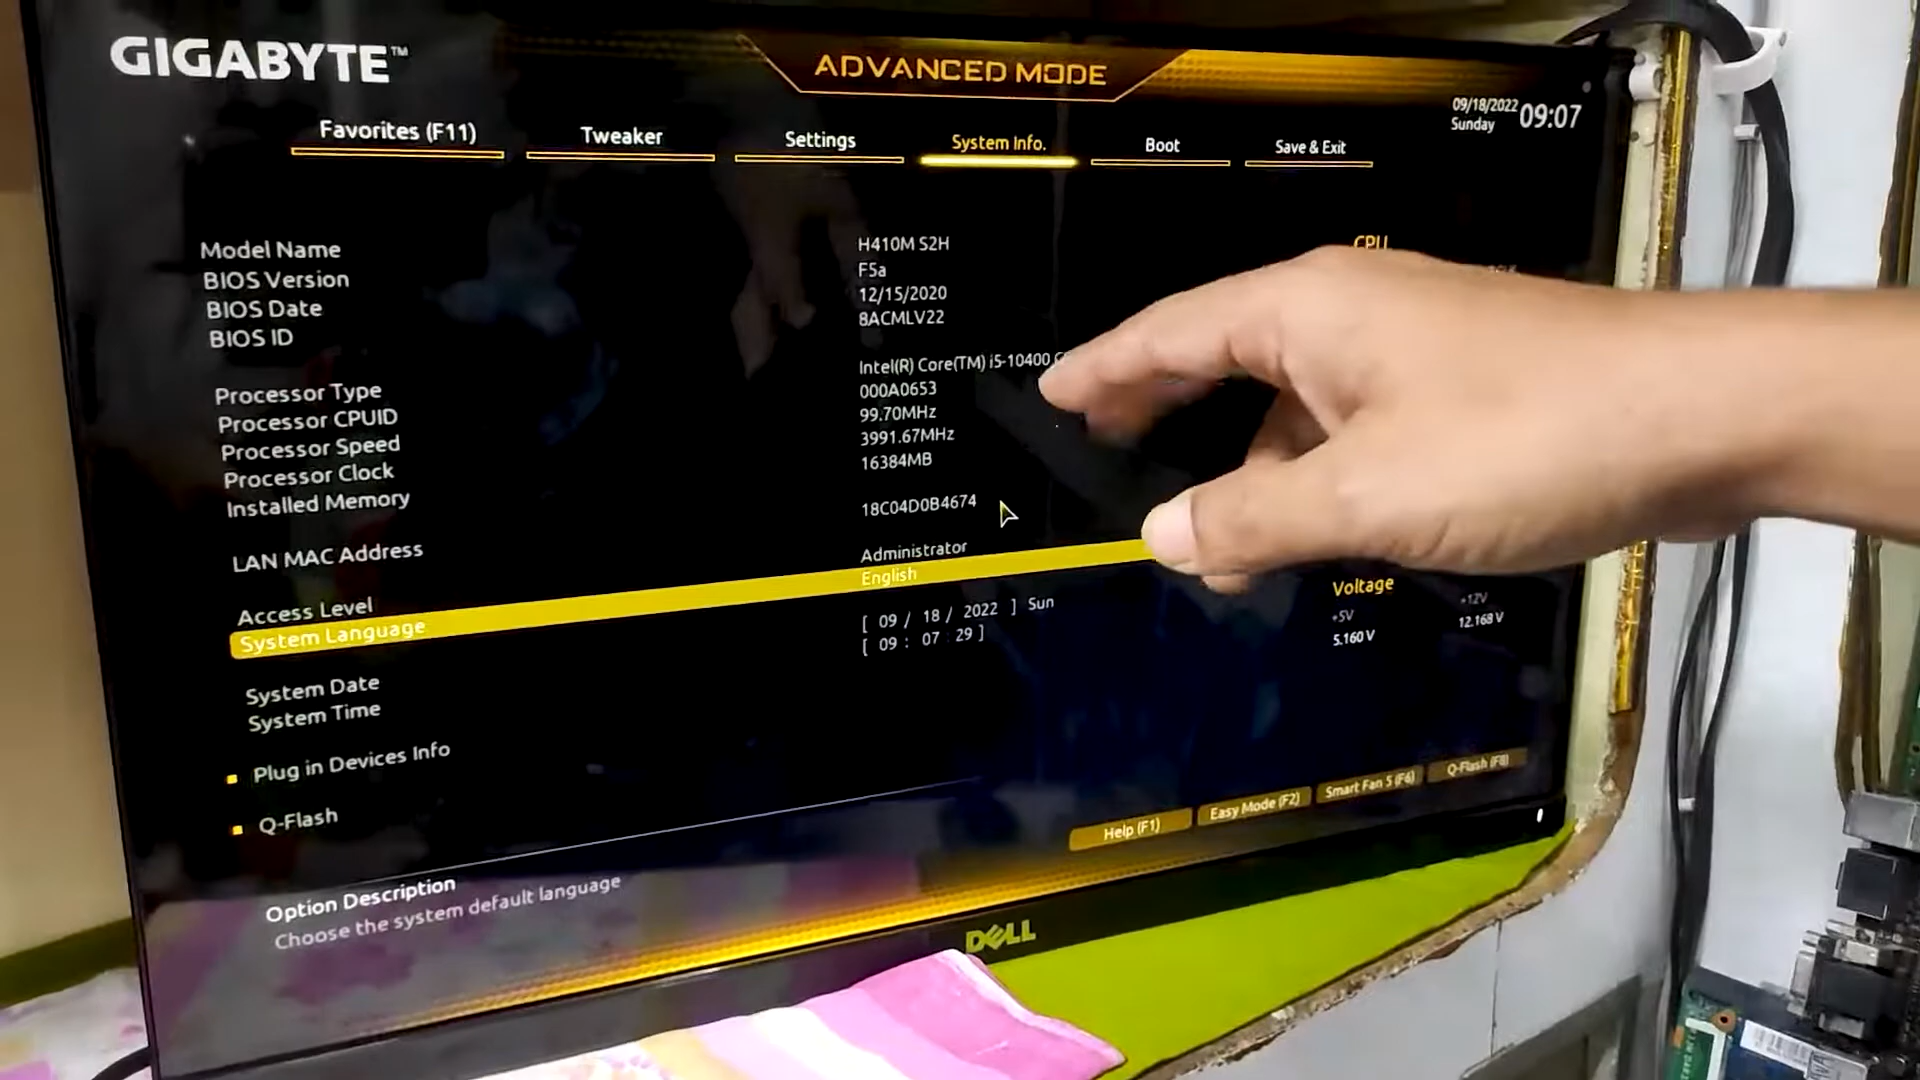 GIGABYTE™
ADVANCED MODE
09/18/2022
Sunday
09:07
Favorites (F11)
Tweaker
Settings
System Info.
Boot
Save & Exit
Model Name
H410M S2H
BIOS Version
F5a
BIOS Date
12/15/2020
BIOS ID
8ACMLV22
Processor Type
Intel(R) Core(TM) i5-10400
Processor CPUID
000A0653
Processor Speed
99.70MHz
Processor Clock
3991.67MHz
Installed Memory
16384MB
LAN MAC Address
18C04D0B4674
Access Level
Administrator
System Language
English
System Date
[ 09 / 18 / 2022 ] Sun
System Time
[ 09 : 07 : 29 ]
Plug in Devices Info
Q-Flash
CPU
Voltage
+5V
+12V
5.160 V
12.168 V
Help (F1)
Easy Mode (F2)
Smart Fan 5 (F6)
Q-Flash (F8)
Option Description
Choose the system default language
DELL